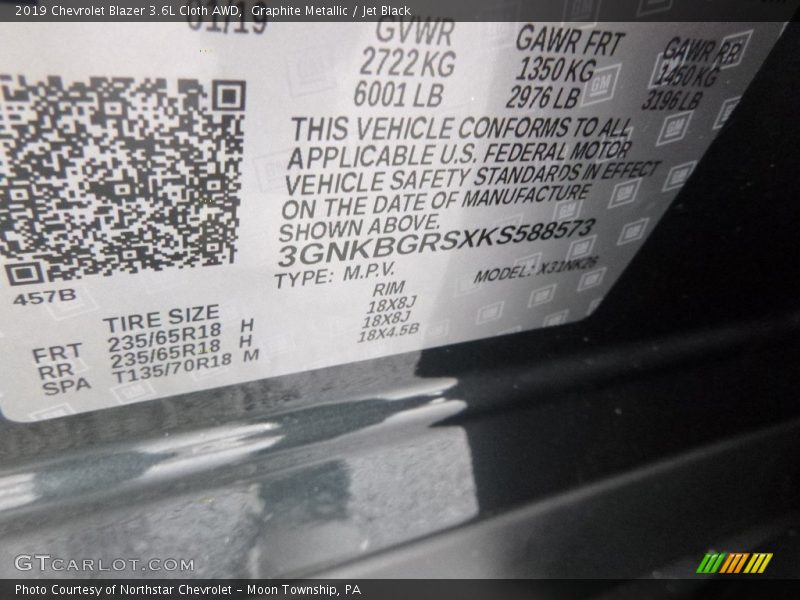 2019 Chevrolet Blazer 3.6L Cloth AWD, Graphite Metallic / Jet Black
01/19
GVWR GAWR FRT GAWR RR
2722 KG 1350 KG 1450 KG
6001 LB 2976 LB 3196 LB
THIS VEHICLE CONFORMS TO ALL
APPLICABLE U.S. FEDERAL MOTOR
VEHICLE SAFETY STANDARDS IN EFFECT
ON THE DATE OF MANUFACTURE
SHOWN ABOVE.
3GNKBGRSXKS588573
TYPE: M.P.V. MODEL: X31NK26
457B
TIRE SIZE RIM
FRT 235/65R18 H 18X8J
RR 235/65R18 H 18X8J
SPA T135/70R18 M 18X4.5B
GM
GTCARLOT.COM
Photo Courtesy of Northstar Chevrolet - Moon Township, PA